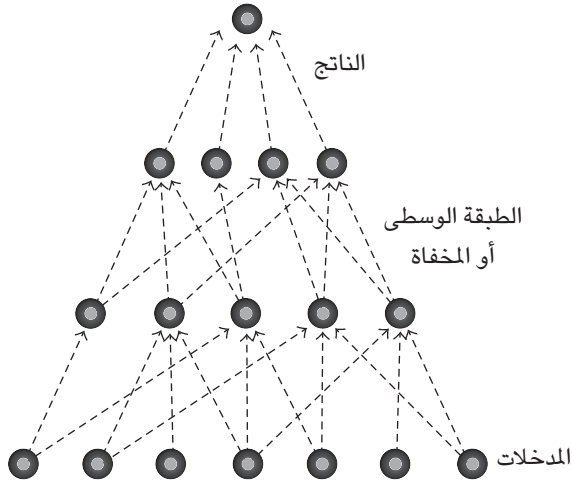 الناتج
الطبقة الوسطى
أو المخفاة
المدخلات